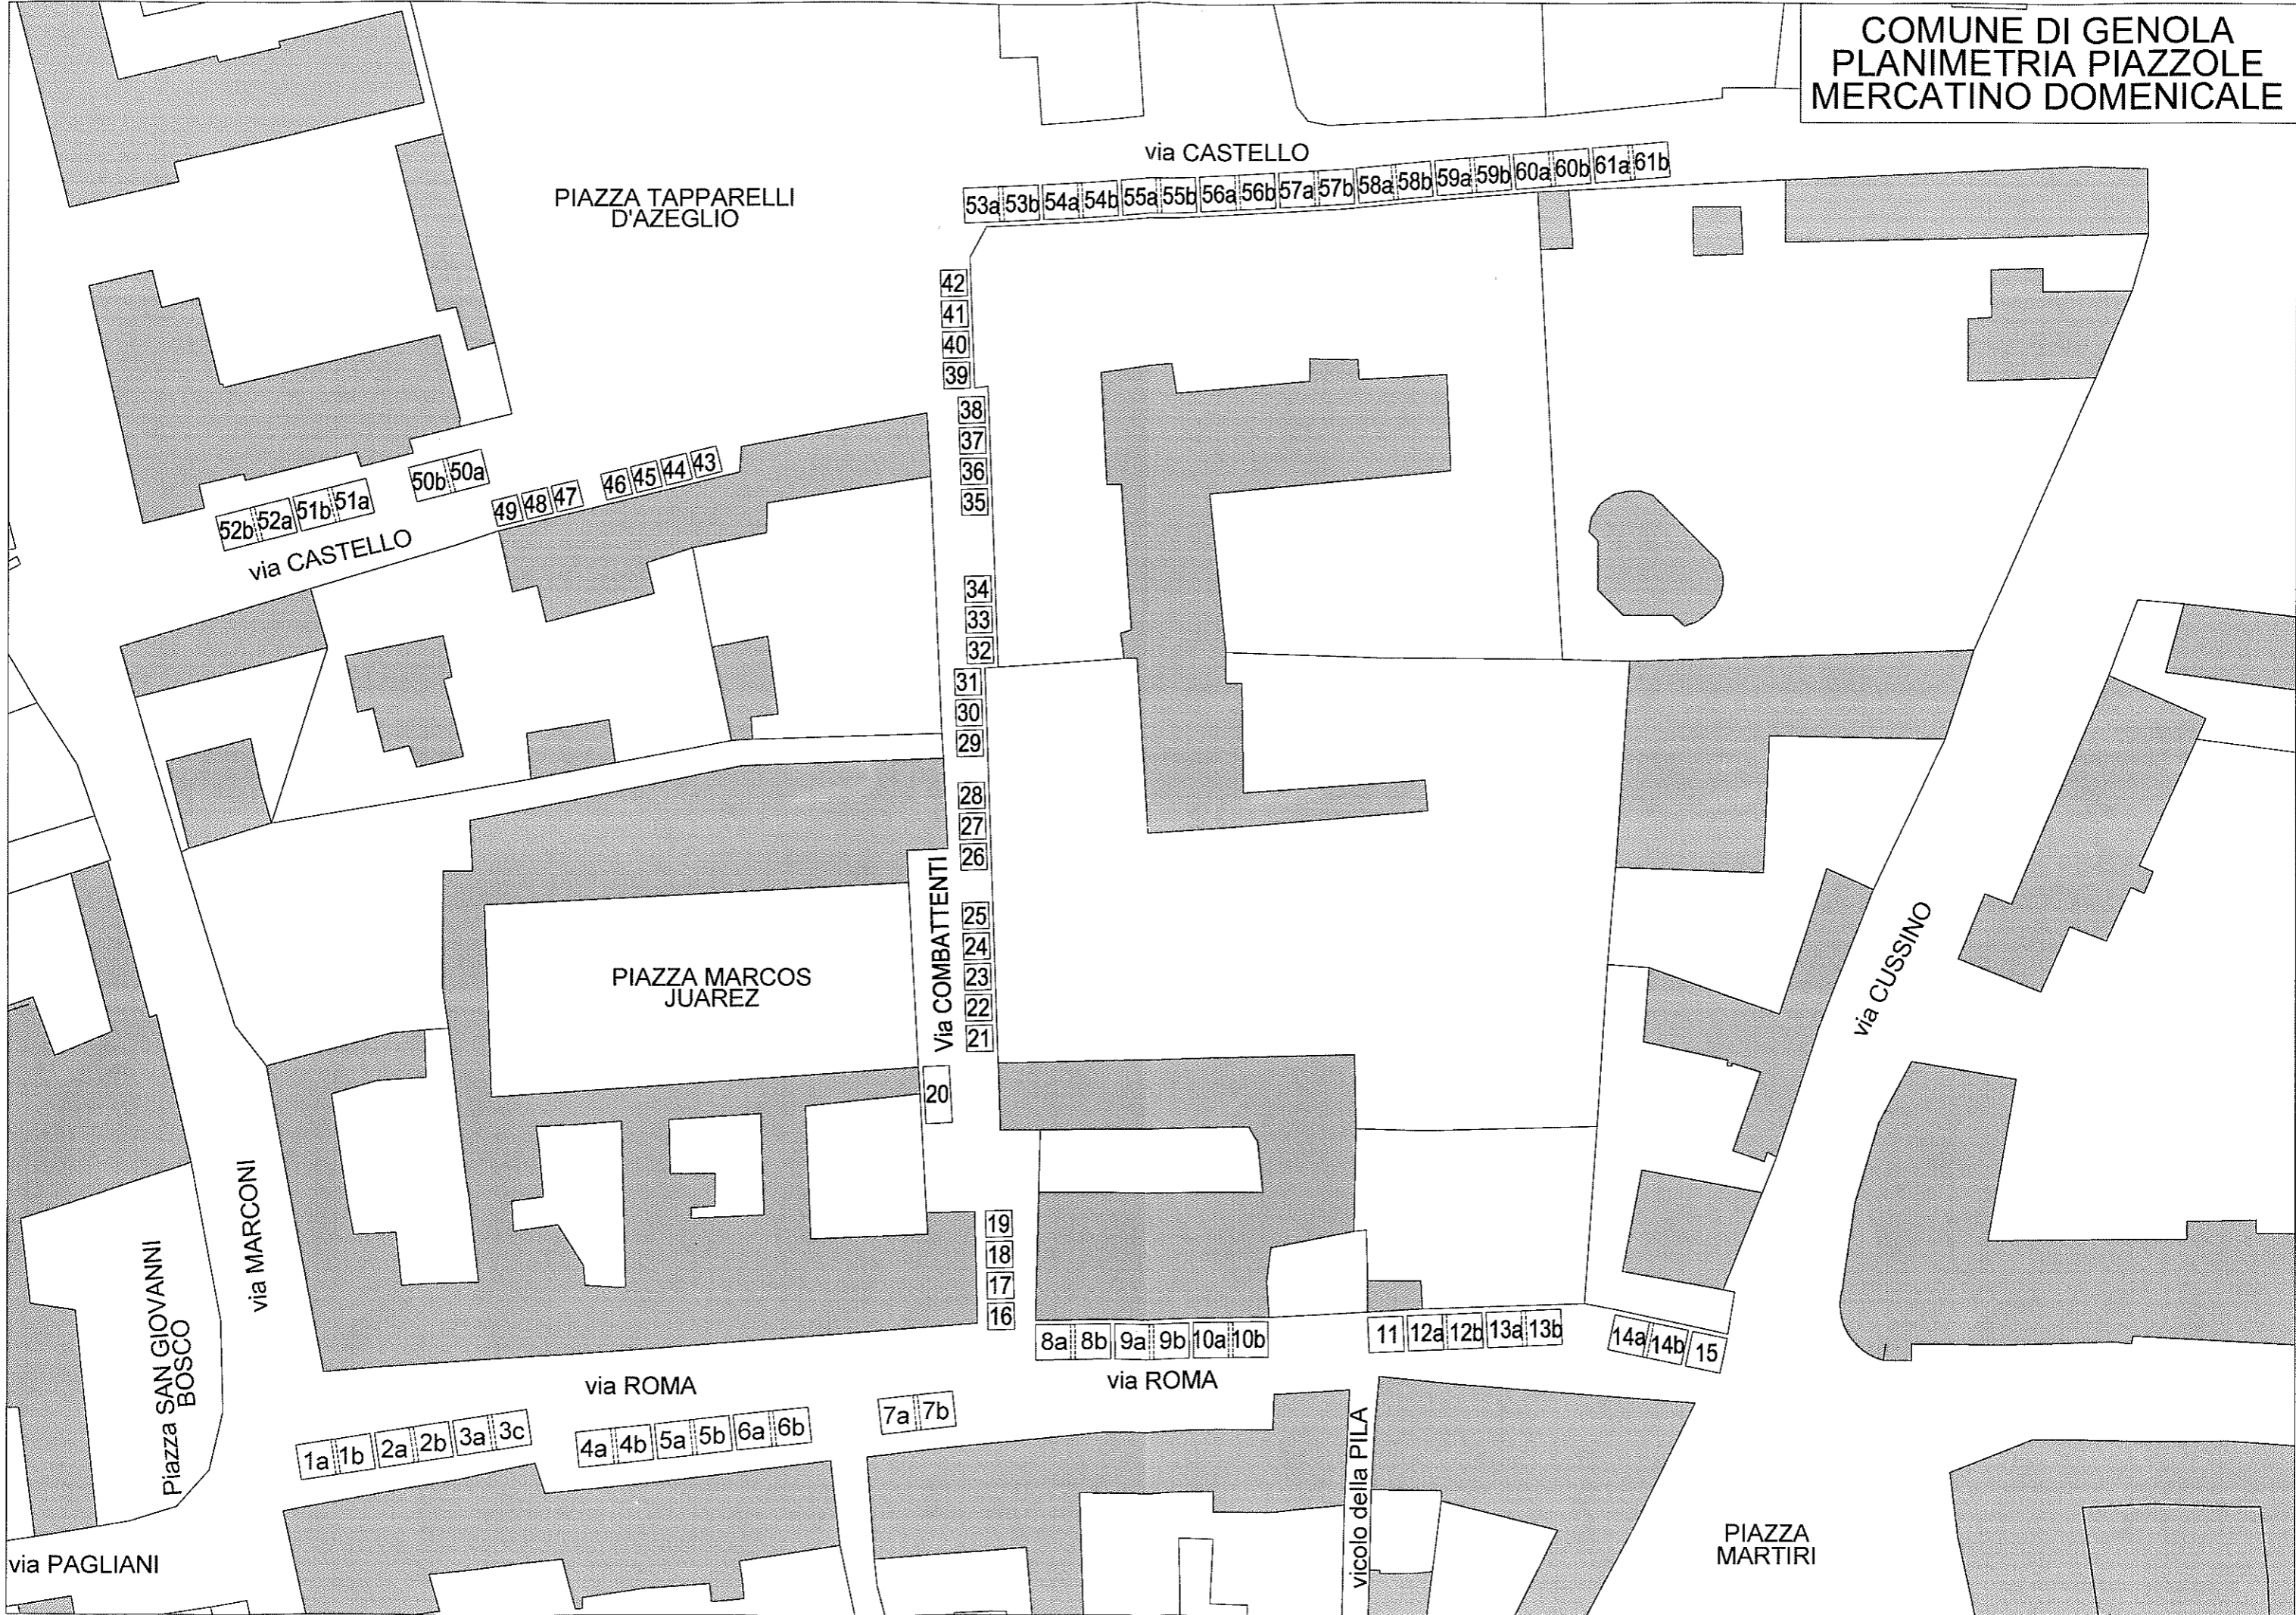 COMUNE DI GENOLA
PLANIMETRIA PIAZZOLE
MERCATINO DOMENICALE
via CASTELLO
53a 53b 54a 54b 55a 55b 56a 56b 57a 57b 58a 58b 59a 59b 60a 60b 61a 61b
PIAZZA TAPPARELLI
D'AZEGLIO
42
41
40
39
38
37
36
35
52b 52a 51b 51a 50b 50a
49 48 47 46 45 44 43
via CASTELLO
34
33
32
31
30
29
28
27
26
25
24
23
22
21
20
Via COMBATTENTI
PIAZZA MARCOS
JUAREZ
via CUSSINO
19
18
17
16
via MARCONI
Piazza SAN GIOVANNI
BOSCO
8a 8b 9a 9b 10a 10b 11 12a 12b 13a 13b 14a 14b 15
via ROMA
via ROMA
1a 1b 2a 2b 3a 3c 4a 4b 5a 5b 6a 6b 7a 7b
vicolo della PILA
PIAZZA
MARTIRI
via PAGLIANI